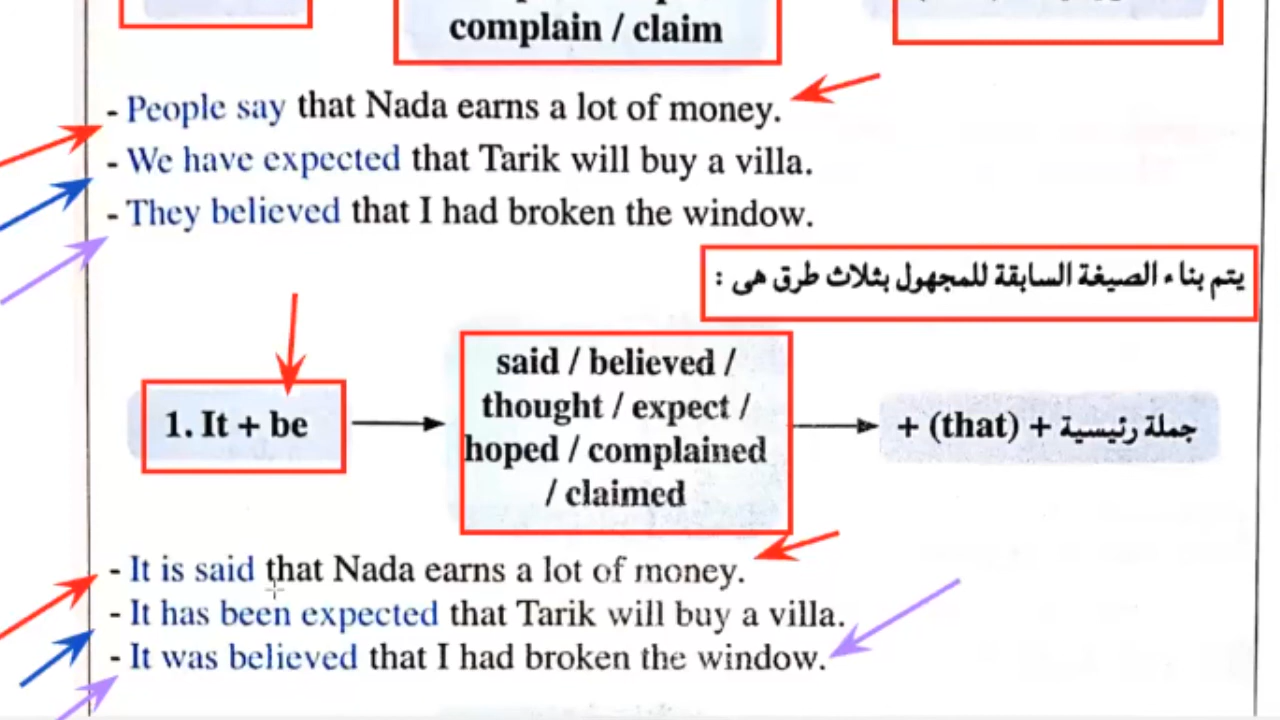 complain / claim
- People say that Nada earns a lot of money.
- We have expected that Tarik will buy a villa.
- They believed that I had broken the window.
يتم بناء الصيغة السابقة للمجهول بثلاث طرق هى :
1. It + be
said / believed /
thought / expect /
hoped / complained
/ claimed
+ (that) + جملة رئيسية
- It is said that Nada earns a lot of money.
- It has been expected that Tarik will buy a villa.
- It was believed that I had broken the window.